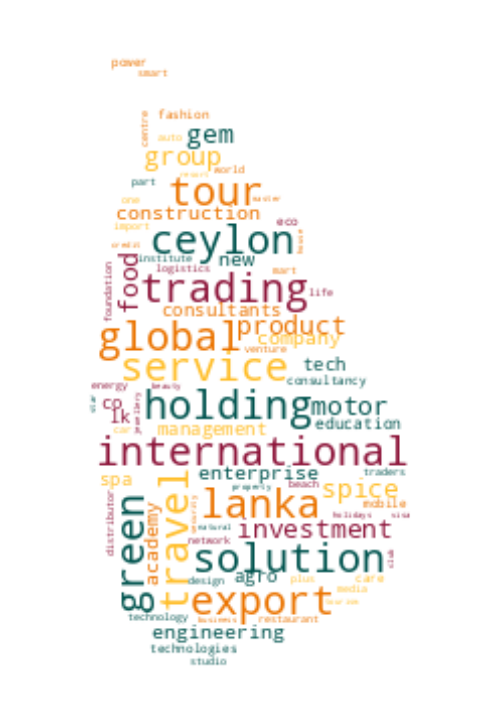 power
smart
centre
fashion
auto
gem
group
resort
world
part
tour
one
master
construction
import
eco
credit
ceylon
house
institute
new
food
logistics
mart
foundation
trading
life
consultants
global
product
company
venture
service
tech
consultancy
energy
beauty
star
co
lk
jewellery
holding
motor
car
management
education
international
spa
enterprise
traders
property
beach
spice
distributor
green
academy
travel
security
lanka
mobile
holidays
visa
natural
investment
network
solution
club
design
agro
plus
care
media
export
tourism
technology
business
restaurant
engineering
technologies
studio